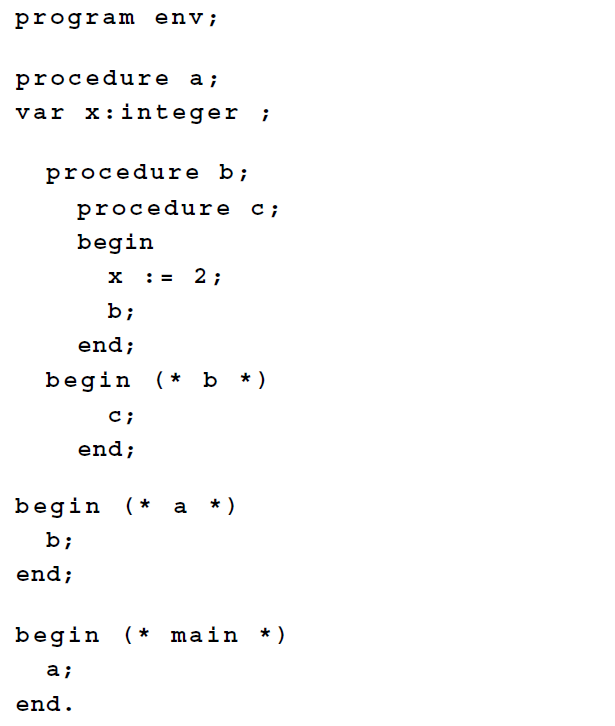 program env;
procedure a;
var x:integer ;
procedure b;
procedure c;
begin
x := 2;
b;
end;
begin (* b *)
c;
end;
begin (* a *)
b;
end;
begin (* main *)
a;
end.